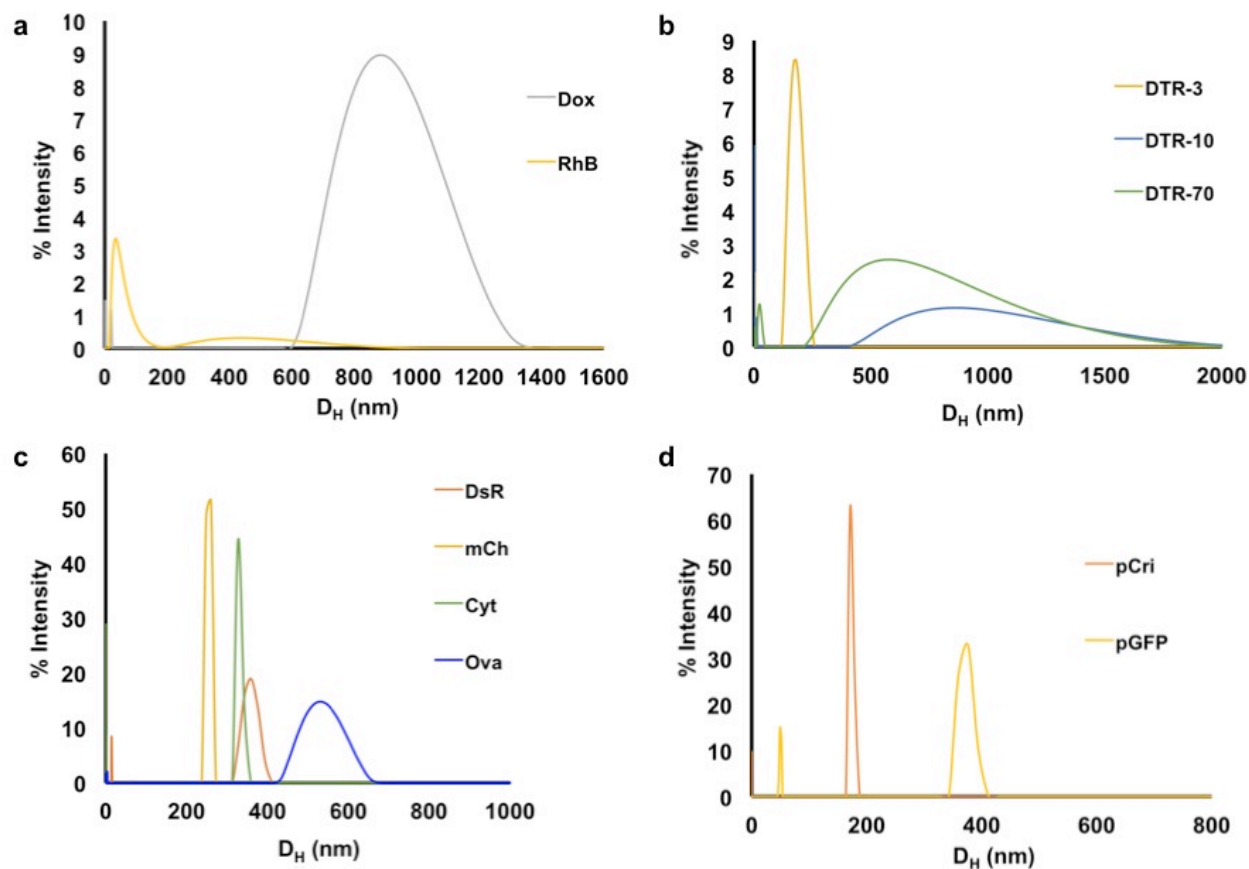 a
10
9
8
7
6
5
4
3
2
1
0
% Intensity
0 200 400 600 800 1000 1200 1400 1600
D_H (nm)
Dox
RhB
b
9
8
7
6
5
4
3
2
1
0
% Intensity
0 500 1000 1500 2000
D_H (nm)
DTR-3
DTR-10
DTR-70
c
60
50
40
30
20
10
0
% Intensity
0 200 400 600 800 1000
D_H (nm)
DsR
mCh
Cyt
Ova
d
70
60
50
40
30
20
10
0
% Intensity
0 200 400 600 800
D_H (nm)
pCri
pGFP